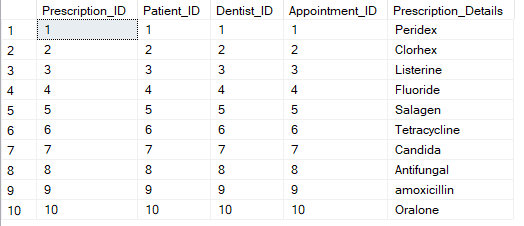 Prescription_ID Patient_ID Dentist_ID Appointment_ID Prescription_Details
1 1 1 1 1 Peridex
2 2 2 2 2 Clorhex
3 3 3 3 3 Listerine
4 4 4 4 4 Fluoride
5 5 5 5 5 Salagen
6 6 6 6 6 Tetracycline
7 7 7 7 7 Candida
8 8 8 8 8 Antifungal
9 9 9 9 9 amoxicillin
10 10 10 10 10 Oralone